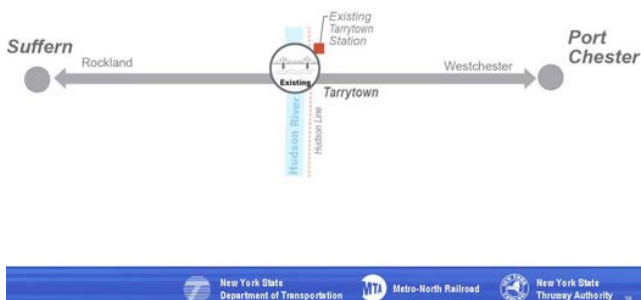 Existing
Tarrytown
Station
Suffern
Port
Chester
Rockland
Westchester
Existing
Tarrytown
Hudson River
Hudson Line
New York State
Department of Transportation
MTA
Metro-North Railroad
New York State
Thruway Authority